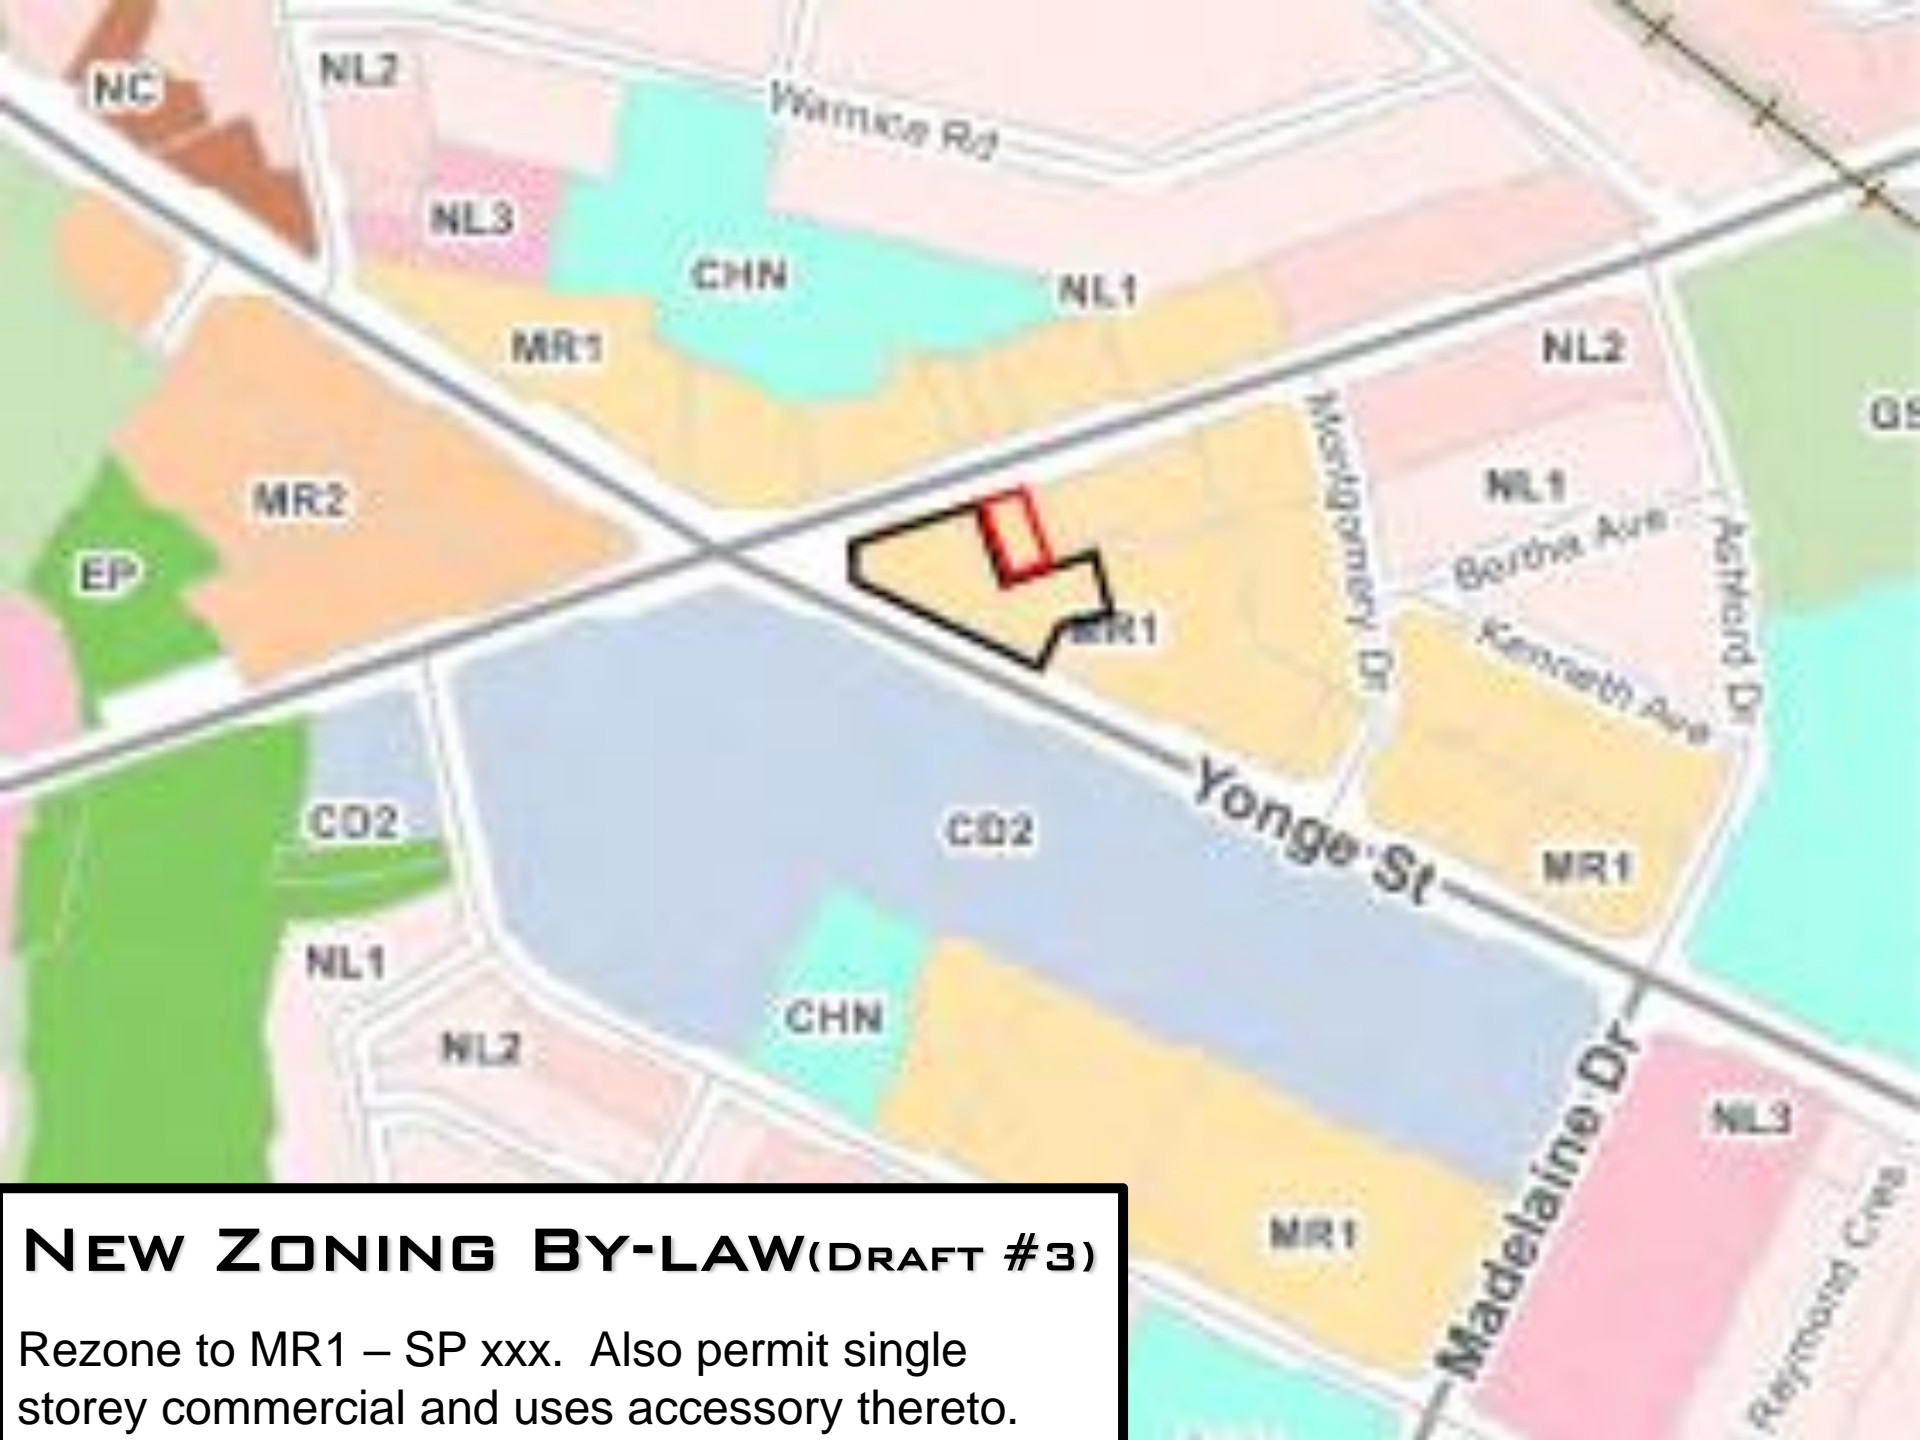 NC
NL2
Warnica Rd
NL3
CHN
NL1
MR1
NL2
GS
MR2
Montgomery Dr
NL1
Bertha Ave
Ashford Dr
EP
MR1
Kenneth Ave
CD2
CD2
Yonge St
MR1
NL1
CHN
NL2
Madelaine Dr
NL3
MR1
Raymond Cres
NEW ZONING BY-LAW(DRAFT #3)
Rezone to MR1 – SP xxx. Also permit single
storey commercial and uses accessory thereto.